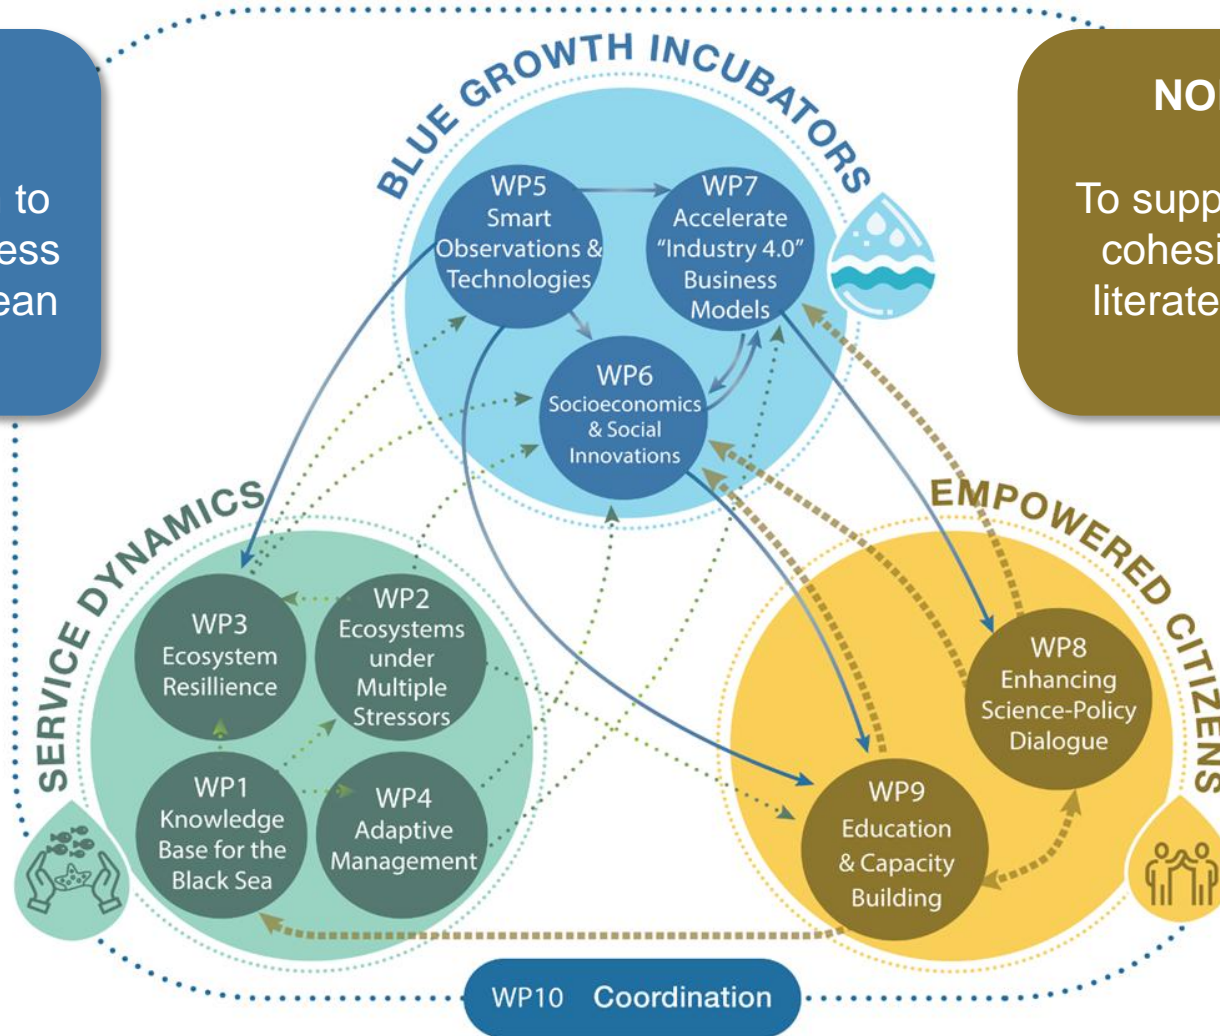 BLUE GROWTH INCUBATORS
to
ess
ean
To
cohesi
literate
WP5
Smart
Observations &
Technologies
WP7
Accelerate
“Industry 4.0”
Business
Models
WP6
Socioeconomics
& Social
Innovations
SERVICE DYNAMICS
WP3
Ecosystem
Resillience
WP2
Ecosystems
under
Multiple
Stressors
WP1
Knowledge
Base for the
Black Sea
WP4
Adaptive
Management
EMPOWERED CITIZENS
WP8
Enhancing
Science-Policy
Dialogue
WP9
Education
& Capacity
Building
WP10 Coordination